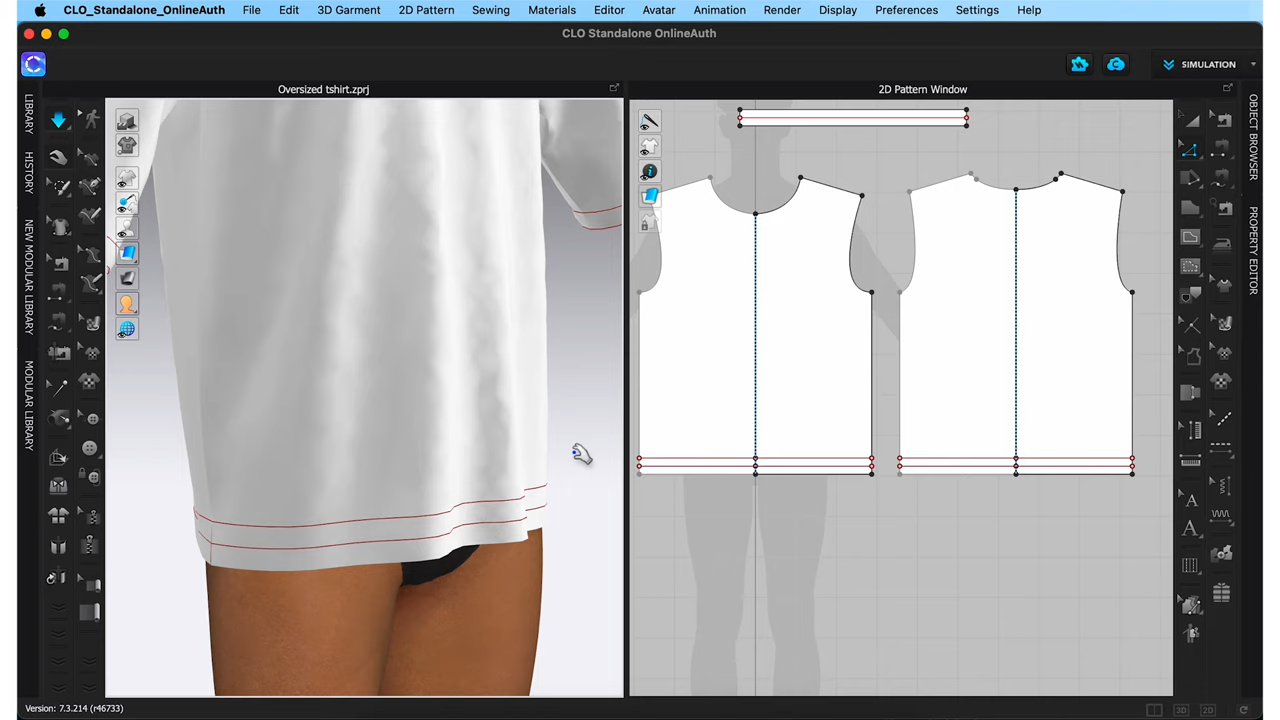 CLO_Standalone_OnlineAuth File Edit 3D Garment 2D Pattern Sewing Materials Editor Avatar Animation Render Display Preferences Settings Help
CLO Standalone OnlineAuth
SIMULATION
Oversized tshirt.zprj
2D Pattern Window
LIBRARY
HISTORY
NEW MODULAR LIBRARY
MODULAR LIBRARY
OBJECT BROWSER
PROPERTY EDITOR
Version: 7.3.214 (r46733)
3D
2D